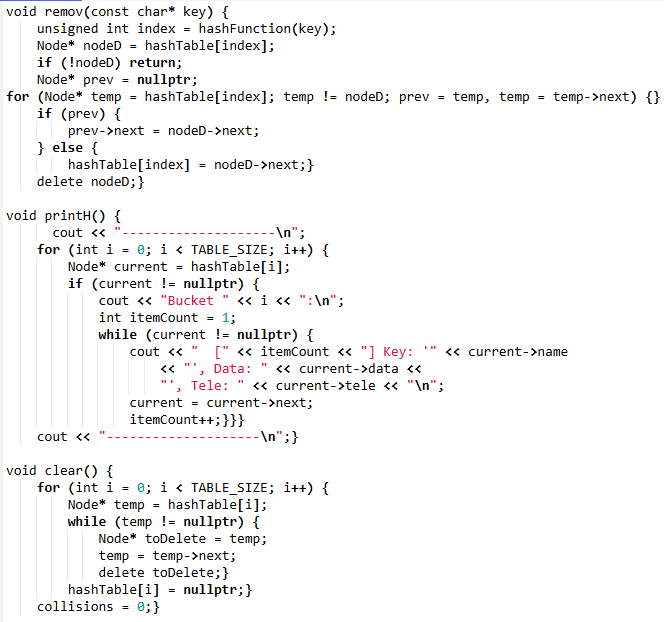 void remov(const char* key) {
    unsigned int index = hashFunction(key);
    Node* nodeD = hashTable[index];
    if (!nodeD) return;
    Node* prev = nullptr;
for (Node* temp = hashTable[index]; temp != nodeD; prev = temp, temp = temp->next) {}
    if (prev) {
        prev->next = nodeD->next;
    } else {
        hashTable[index] = nodeD->next;}
    delete nodeD;}

void printH() {
      cout << "--------------------\n";
    for (int i = 0; i < TABLE_SIZE; i++) {
        Node* current = hashTable[i];
        if (current != nullptr) {
            cout << "Bucket " << i << ":\n";
            int itemCount = 1;
            while (current != nullptr) {
                cout << "  [" << itemCount << "] Key: '" << current->name
                    << "', Data: " << current->data <<
                    "', Tele: " << current->tele << "\n";
                current = current->next;
                itemCount++;}}}
    cout << "--------------------\n";}

void clear() {
    for (int i = 0; i < TABLE_SIZE; i++) {
        Node* temp = hashTable[i];
        while (temp != nullptr) {
            Node* toDelete = temp;
            temp = temp->next;
            delete toDelete;}
        hashTable[i] = nullptr;}
    collisions = 0;}